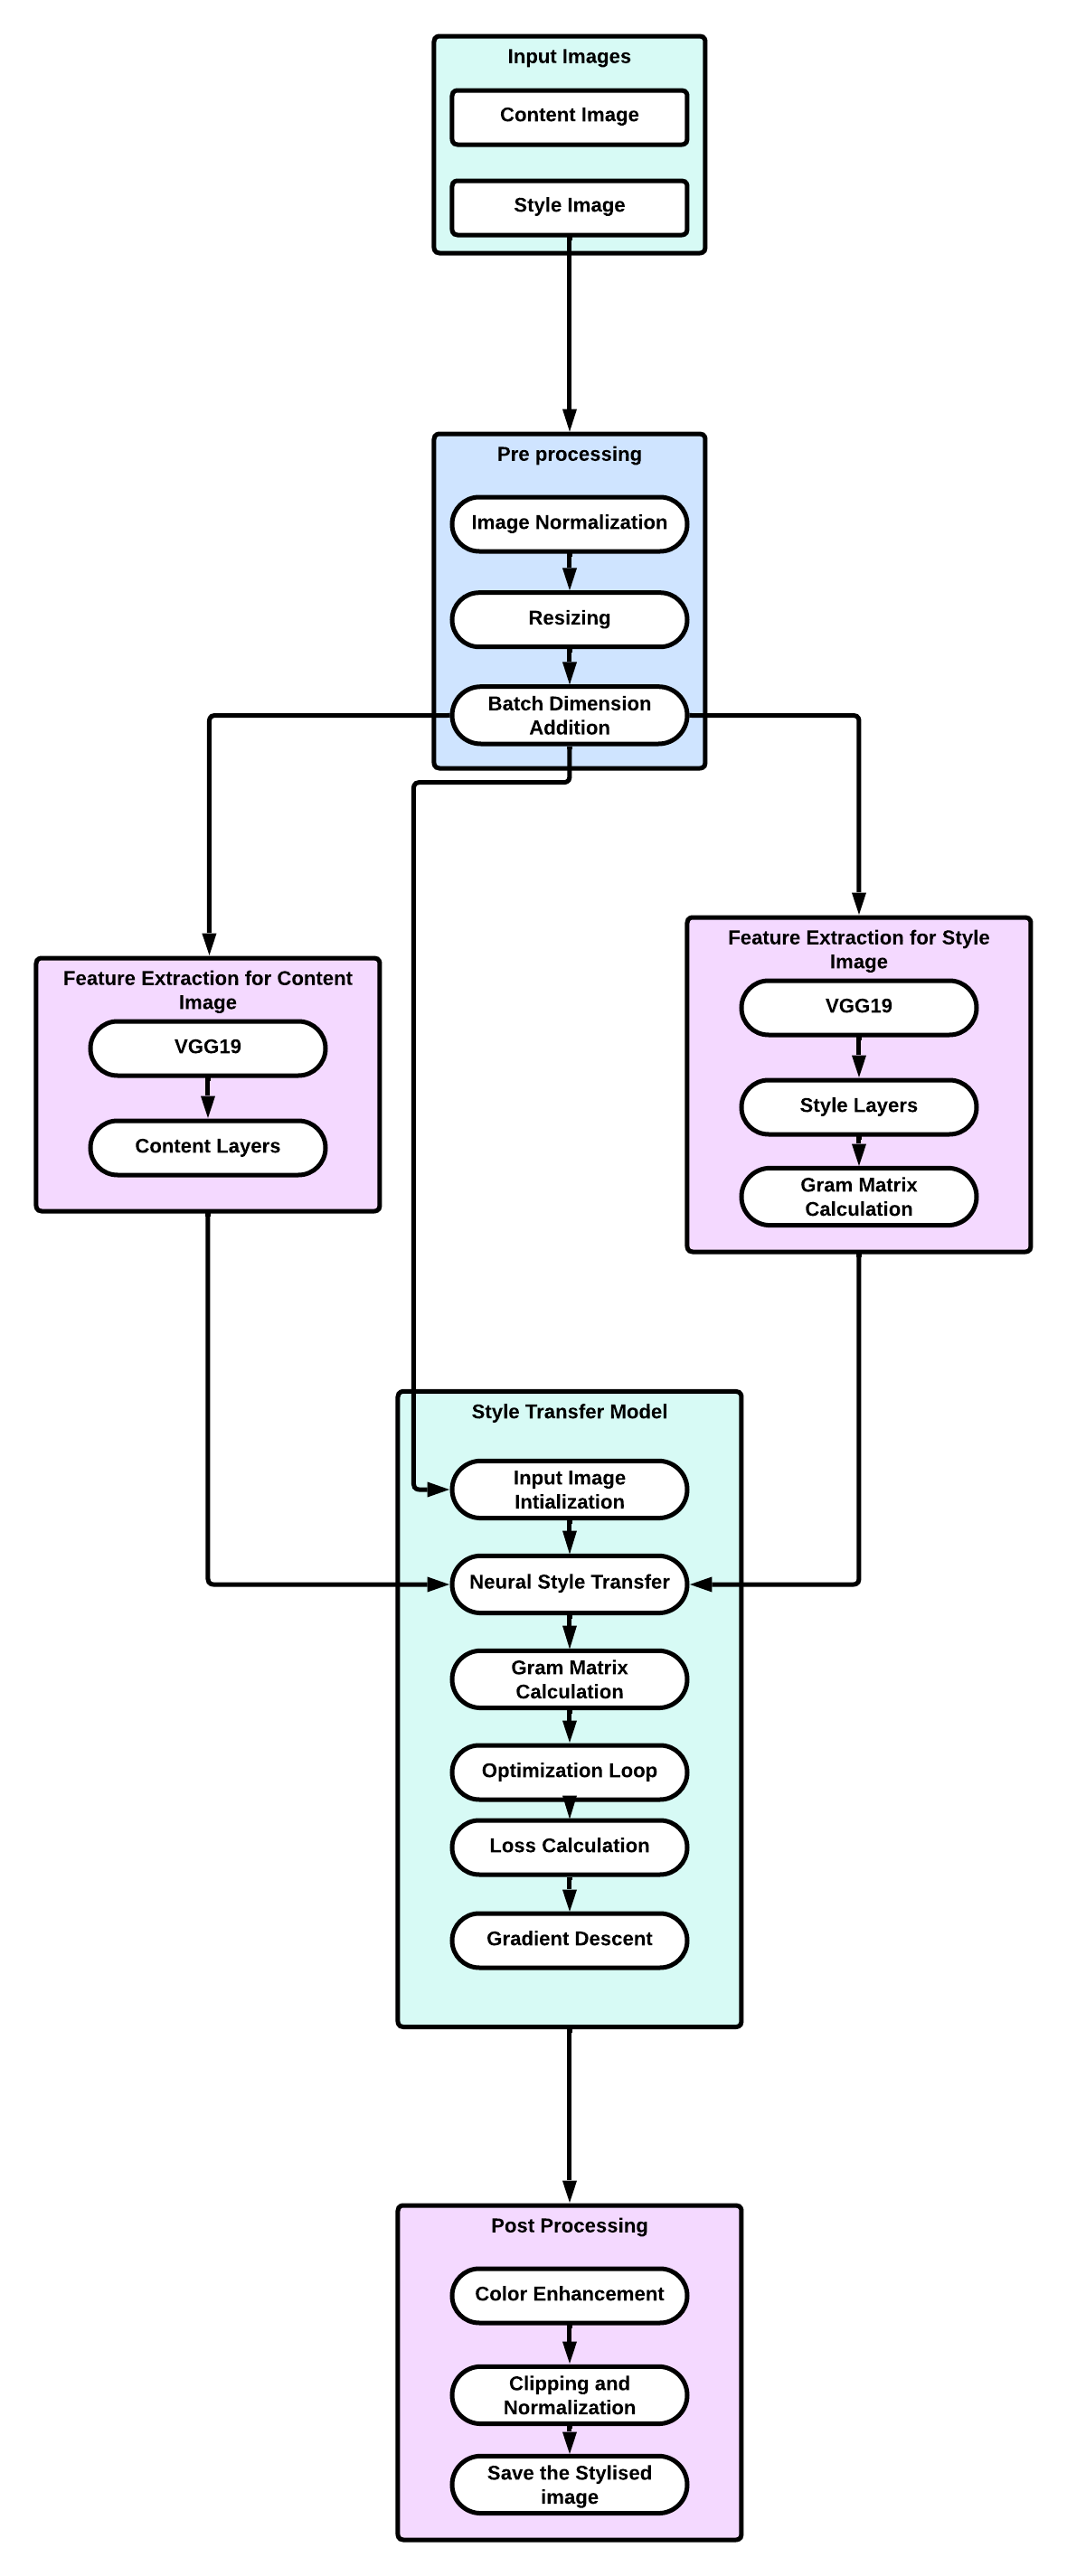 Input Images
Content Image
Style Image
Pre processing
Image Normalization
Resizing
Batch Dimension
Addition
Feature Extraction for Content
Image
VGG19
Content Layers
Feature Extraction for Style
Image
VGG19
Style Layers
Gram Matrix
Calculation
Style Transfer Model
Input Image
Intialization
Neural Style Transfer
Gram Matrix
Calculation
Optimization Loop
Loss Calculation
Gradient Descent
Post Processing
Color Enhancement
Clipping and
Normalization
Save the Stylised
image